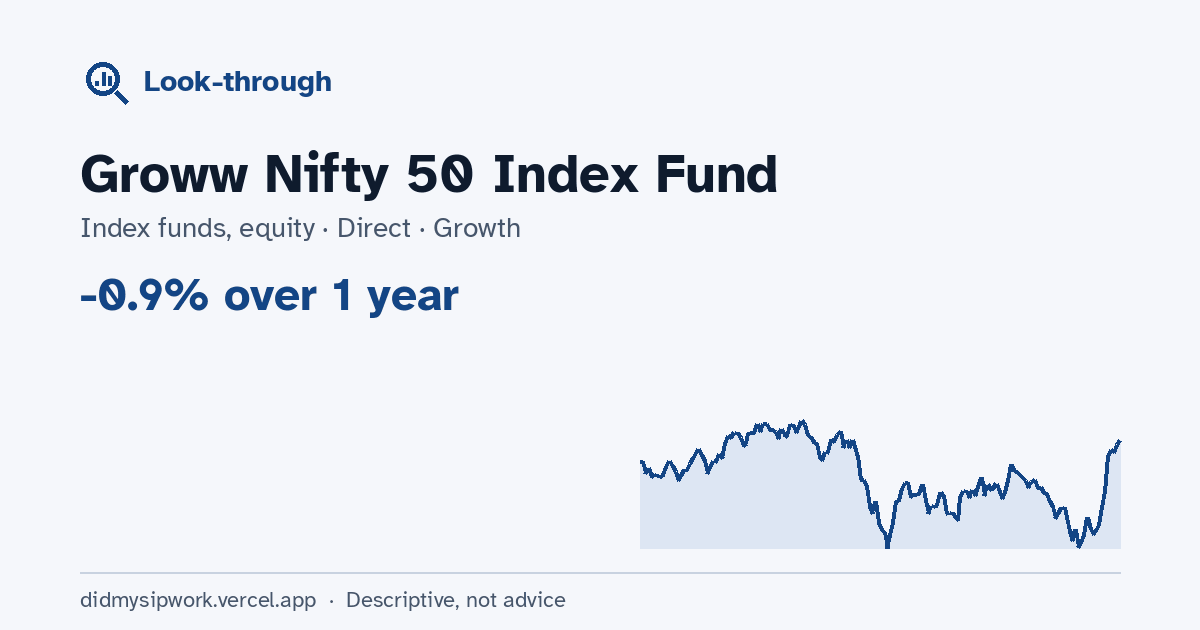 Look-through
Groww Nifty 50 Index Fund
Index funds, equity · Direct · Growth
-0.9% over 1 year
didmysipwork.vercel.app · Descriptive, not advice